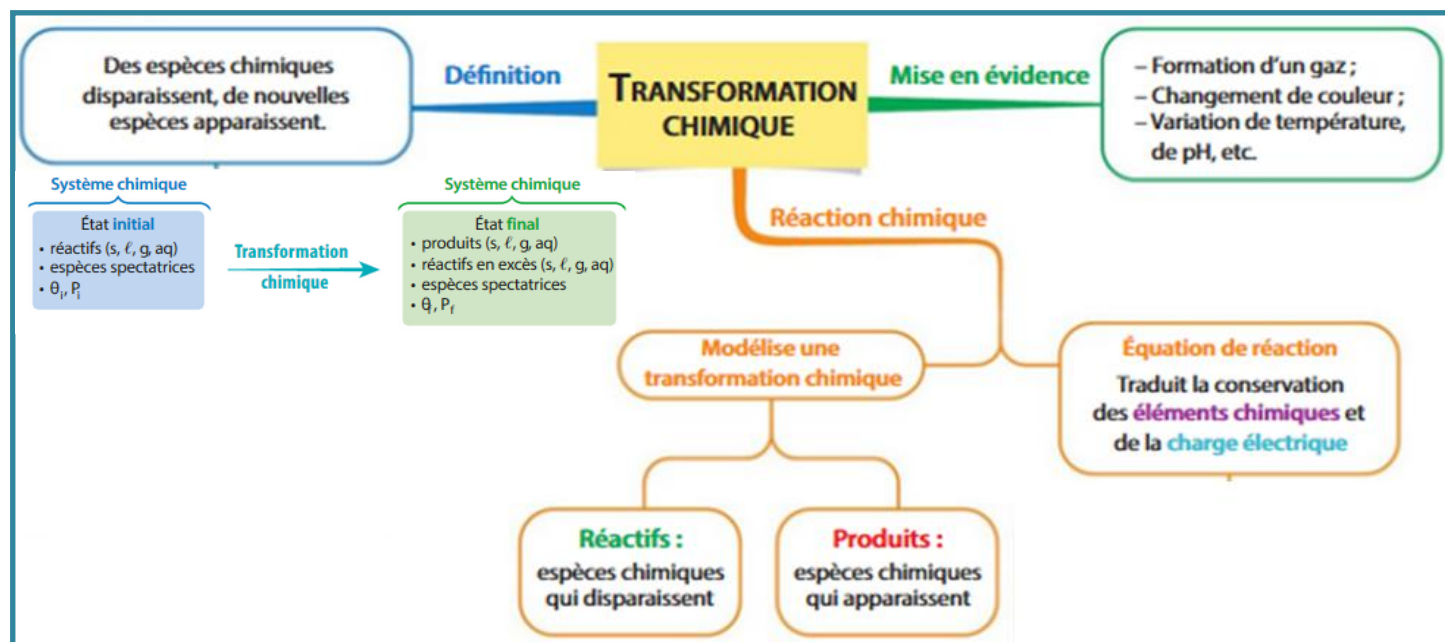 Des espèces chimiques
disparaissent, de nouvelles
espèces apparaissent.
Définition
TRANSFORMATION
CHIMIQUE
Mise en évidence
– Formation d'un gaz ;
– Changement de couleur ;
– Variation de température,
de pH, etc.
Système chimique
État initial
• réactifs (s, ℓ, g, aq)
• espèces spectatrices
• θi, Pi
Transformation
chimique
Système chimique
État final
• produits (s, ℓ, g, aq)
• réactifs en excès (s, ℓ, g, aq)
• espèces spectatrices
• θf, Pf
Réaction chimique
Modélise une
transformation chimique
Équation de réaction
Traduit la conservation
des éléments chimiques et
de la charge électrique
Réactifs :
espèces chimiques
qui disparaissent
Produits :
espèces chimiques
qui apparaissent